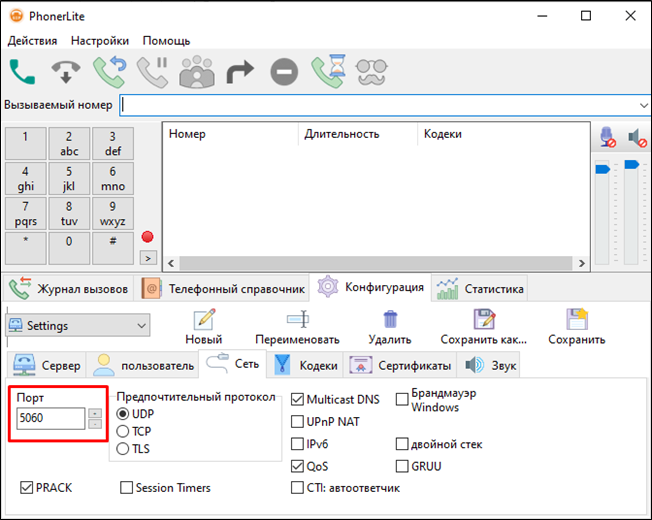 PhonerLite
Действия Настройки Помощь
Вызываемый номер
Номер Длительность Кодеки
1 2 3
abc def
4 5 6
ghi jkl mno
7 8 9
pqrs tuv wxyz
* 0 #
>
Журнал вызовов @ Телефонный справочник Конфигурация Статистика
Settings
Новый Переименовать Удалить Сохранить как... Сохранить
Сервер пользователь Сеть Кодеки Сертификаты Звук
Порт
5060
Предпочтительный протокол
UDP
TCP
TLS
Multicast DNS
Брандмауэр
Windows
UPnP NAT
IPv6
двойной стек
QoS
GRUU
PRACK
Session Timers
CTI: автоответчик